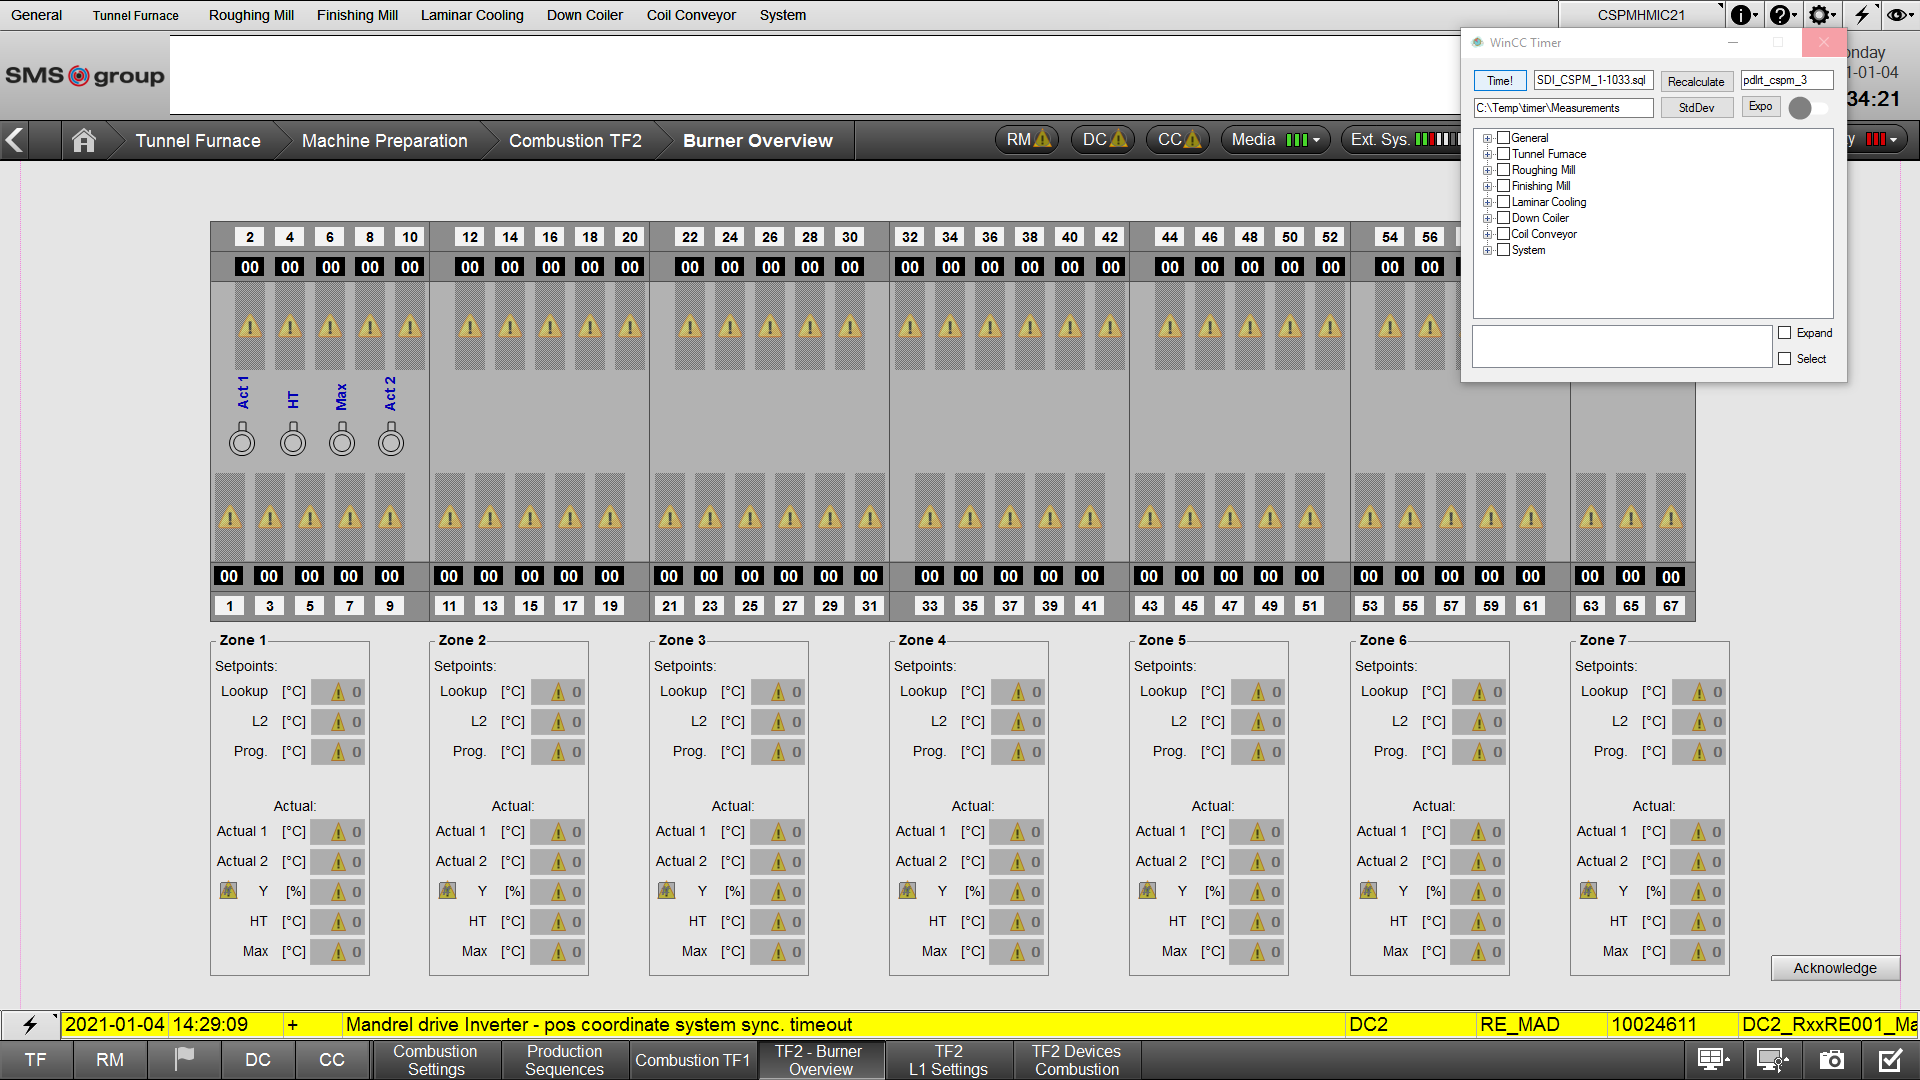 General Tunnel Furnace Roughing Mill Finishing Mill Laminar Cooling Down Coiler Coil Conveyor System CSPMHMIC21
SMS group
WinCC Timer
Time! SDI_CSPM_1-1033.sql Recalculate pdlrt_cspm_3
C:\Temp\timer\Measurements StdDev Expo
nday
1-01-04
34:21
Tunnel Furnace Machine Preparation Combustion TF2 Burner Overview RM DC CC Media Ext. Sys. y
General
Tunnel Furnace
Roughing Mill
Finishing Mill
Laminar Cooling
Down Coiler
Coil Conveyor
System
Expand
Select
2 4 6 8 10 12 14 16 18 20 22 24 26 28 30 32 34 36 38 40 42 44 46 48 50 52 54 56
00 00 00 00 00 00 00 00 00 00 00 00 00 00 00 00 00 00 00 00 00 00 00 00 00 00 00 00
Act 1 HT Max Act 2
00 00 00 00 00 00 00 00 00 00 00 00 00 00 00 00 00 00 00 00 00 00 00 00 00 00 00 00 00 00 00 00 00 00
1 3 5 7 9 11 13 15 17 19 21 23 25 27 29 31 33 35 37 39 41 43 45 47 49 51 53 55 57 59 61 63 65 67
Zone 1 Zone 2 Zone 3 Zone 4 Zone 5 Zone 6 Zone 7
Setpoints: Setpoints: Setpoints: Setpoints: Setpoints: Setpoints: Setpoints:
Lookup [°C] 0 Lookup [°C] 0 Lookup [°C] 0 Lookup [°C] 0 Lookup [°C] 0 Lookup [°C] 0 Lookup [°C] 0
L2 [°C] 0 L2 [°C] 0 L2 [°C] 0 L2 [°C] 0 L2 [°C] 0 L2 [°C] 0 L2 [°C] 0
Prog. [°C] 0 Prog. [°C] 0 Prog. [°C] 0 Prog. [°C] 0 Prog. [°C] 0 Prog. [°C] 0 Prog. [°C] 0
Actual: Actual: Actual: Actual: Actual: Actual: Actual:
Actual 1 [°C] 0 Actual 1 [°C] 0 Actual 1 [°C] 0 Actual 1 [°C] 0 Actual 1 [°C] 0 Actual 1 [°C] 0 Actual 1 [°C] 0
Actual 2 [°C] 0 Actual 2 [°C] 0 Actual 2 [°C] 0 Actual 2 [°C] 0 Actual 2 [°C] 0 Actual 2 [°C] 0 Actual 2 [°C] 0
Y [%] 0 Y [%] 0 Y [%] 0 Y [%] 0 Y [%] 0 Y [%] 0 Y [%] 0
HT [°C] 0 HT [°C] 0 HT [°C] 0 HT [°C] 0 HT [°C] 0 HT [°C] 0 HT [°C] 0
Max [°C] 0 Max [°C] 0 Max [°C] 0 Max [°C] 0 Max [°C] 0 Max [°C] 0 Max [°C] 0
Acknowledge
2021-01-04 14:29:09 + Mandrel drive Inverter - pos coordinate system sync. timeout DC2 RE_MAD 10024611 DC2_RxxRE001_Ma
TF RM DC CC Combustion Settings Production Sequences Combustion TF1 TF2 - Burner Overview TF2 L1 Settings TF2 Devices Combustion